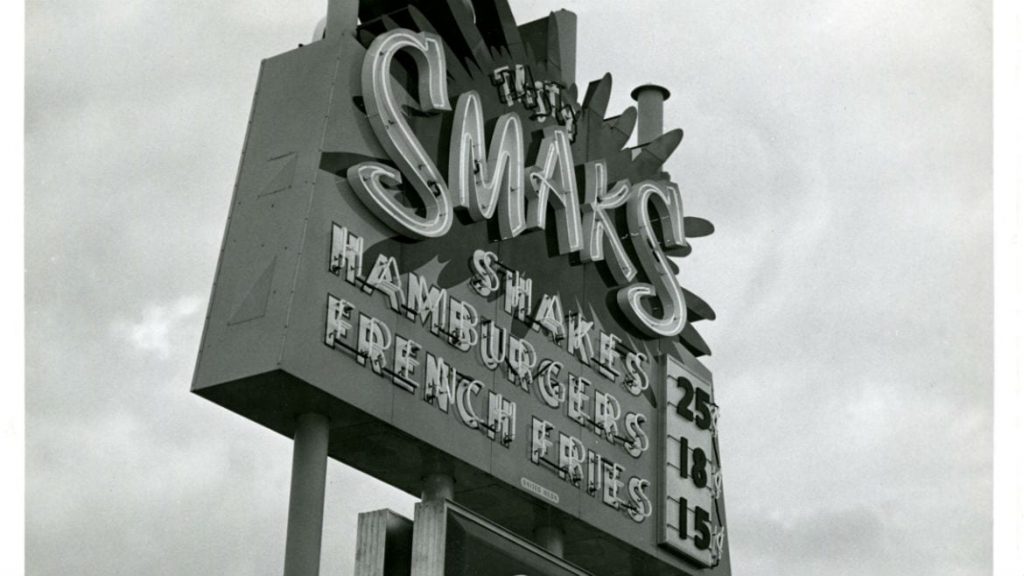 TASTY
SMAKS
SHAKES 25
HAMBURGERS 18
FRENCH FRIES 15